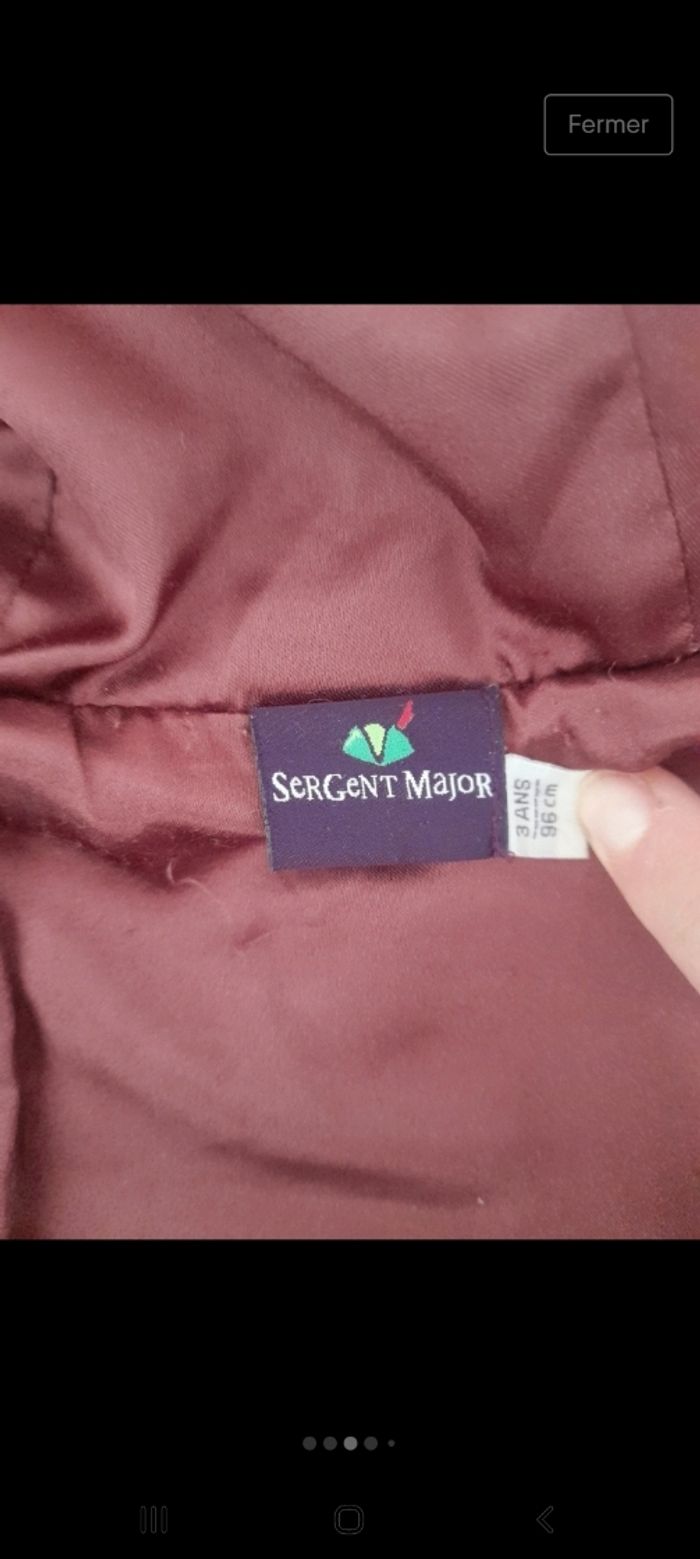 Fermer
SeRGeNT MajoR
3 ANS
96 cm